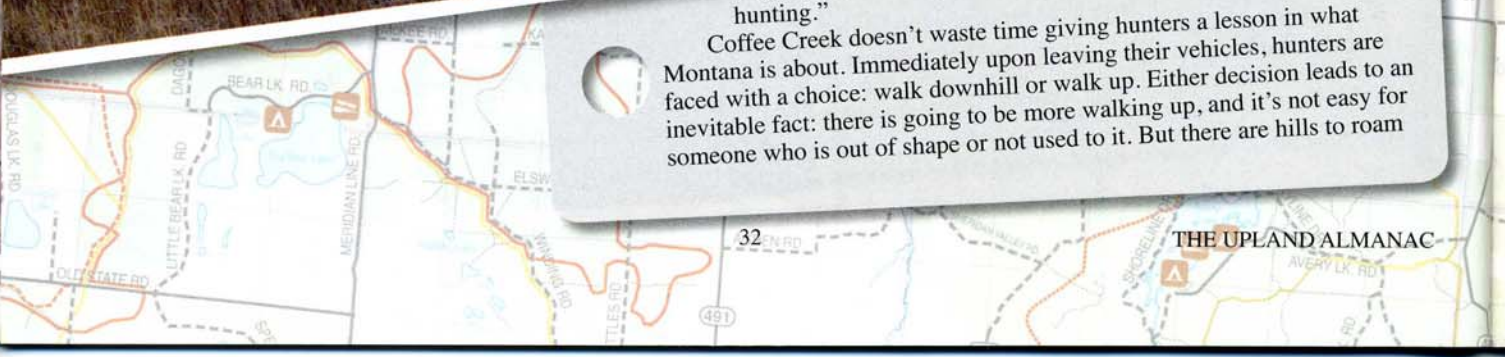 hunting.”
Coffee Creek doesn’t waste time giving hunters a lesson in what
Montana is about. Immediately upon leaving their vehicles, hunters are
faced with a choice: walk downhill or walk up. Either decision leads to an
inevitable fact: there is going to be more walking up, and it’s not easy for
someone who is out of shape or not used to it. But there are hills to roam
32
THE UPLAND ALMANAC
BEAR LK. RD.
LITTLE BEAR LK. RD
MERIDIAN LINE RD
OLD STATE RD
WINDING RD
491
AVERY LK. RD